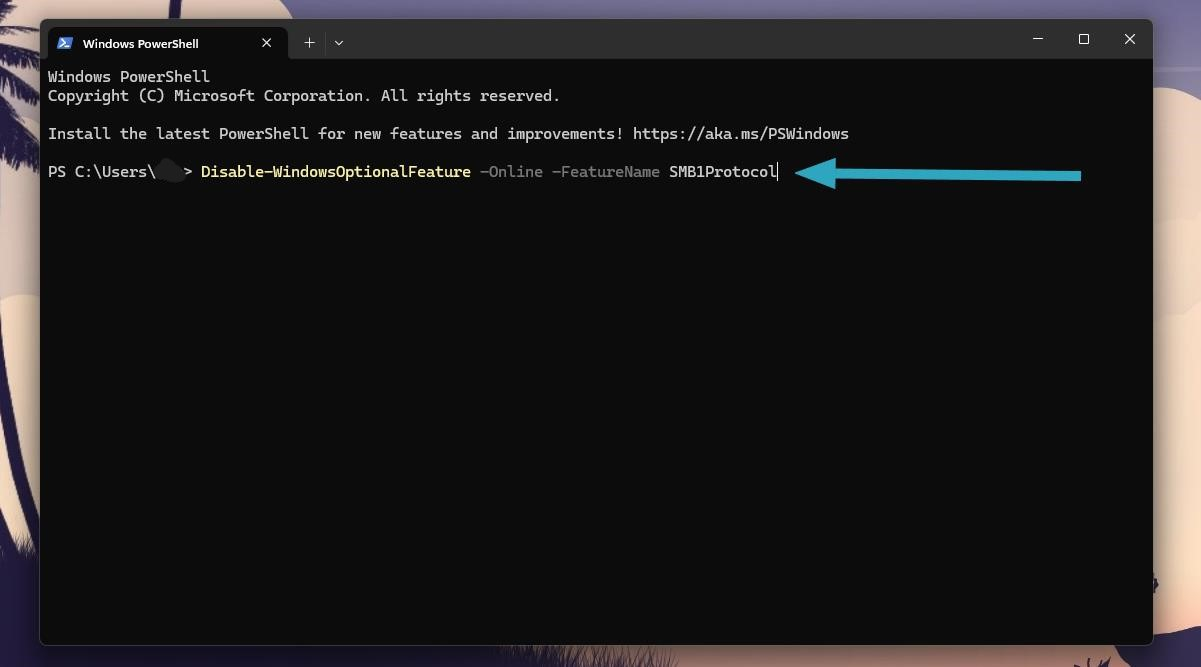 Windows PowerShell
Windows PowerShell
Copyright (C) Microsoft Corporation. All rights reserved.
Install the latest PowerShell for new features and improvements! https://aka.ms/PSWindows
PS C:\Users\ > Disable-WindowsOptionalFeature -Online -FeatureName SMB1Protocol